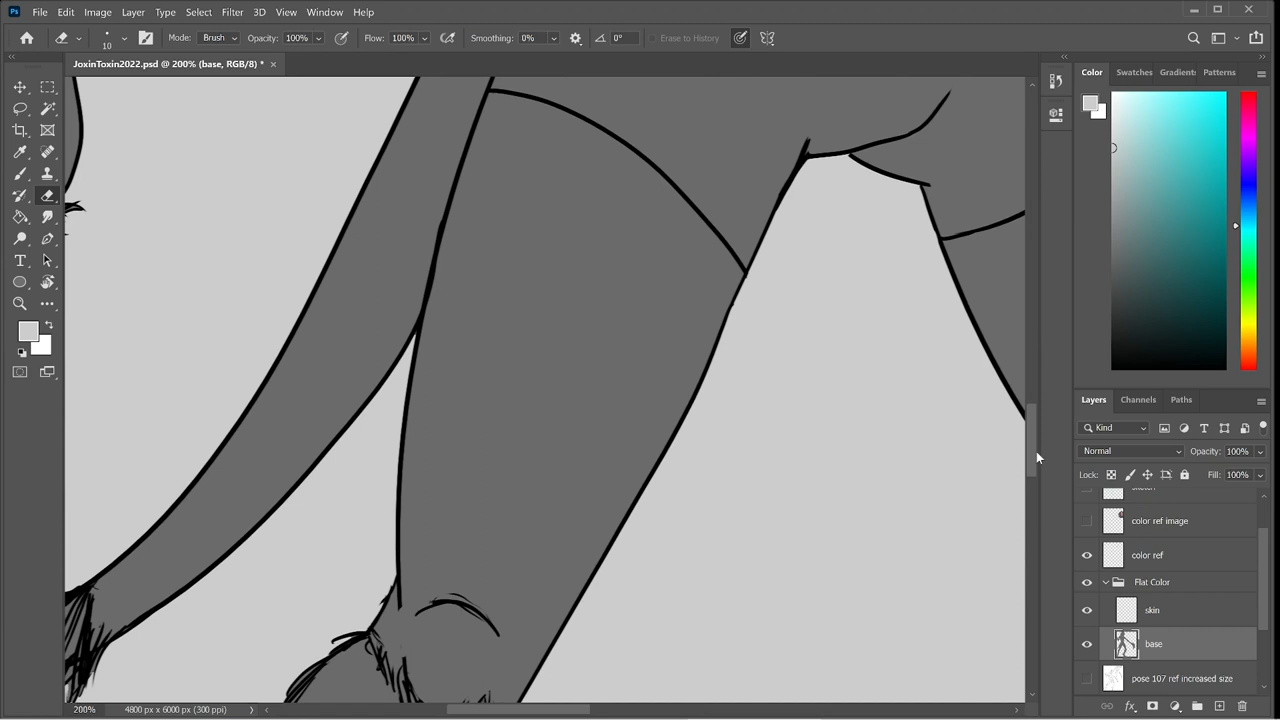 Ps File Edit Image Layer Type Select Filter 3D View Window Help
10 Mode: Brush Opacity: 100% Flow: 100% Smoothing: 0% 0° Erase to History
JoxinToxin2022.psd @ 200% (base, RGB/8) *
Color Swatches Gradient: Patterns
Layers Channels Paths
Kind
Normal Opacity: 100%
Lock: Fill: 100%
color ref image
color ref
Flat Color
skin
base
pose 107 ref increased size
fx
200% 4800 px x 6000 px (300 ppi)